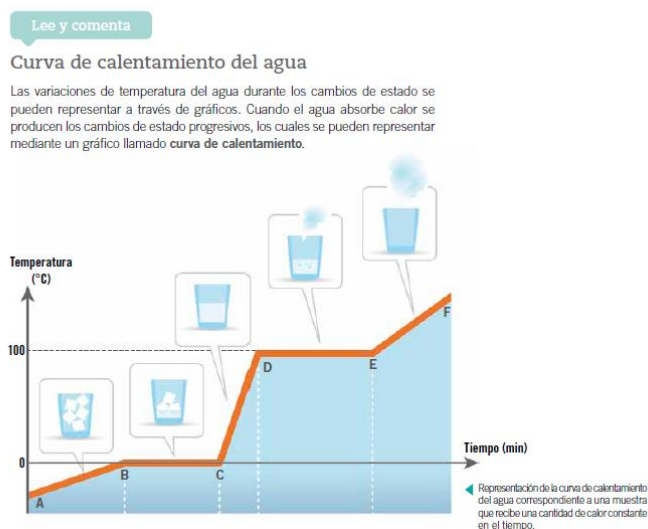 Lee y comenta
Curva de calentamiento del agua
Las variaciones de temperatura del agua durante los cambios de estado se
pueden representar a través de gráficos. Cuando el agua absorbe calor se
producen los cambios de estado progresivos, los cuales se pueden representar
mediante un gráfico llamado curva de calentamiento.
Temperatura
(°C)
100
0
A
B
C
D
E
F
Tiempo (min)
Representación de la curva de calentamiento
del agua correspondiente a una muestra
que recibe una cantidad de calor constante
en el tiempo.